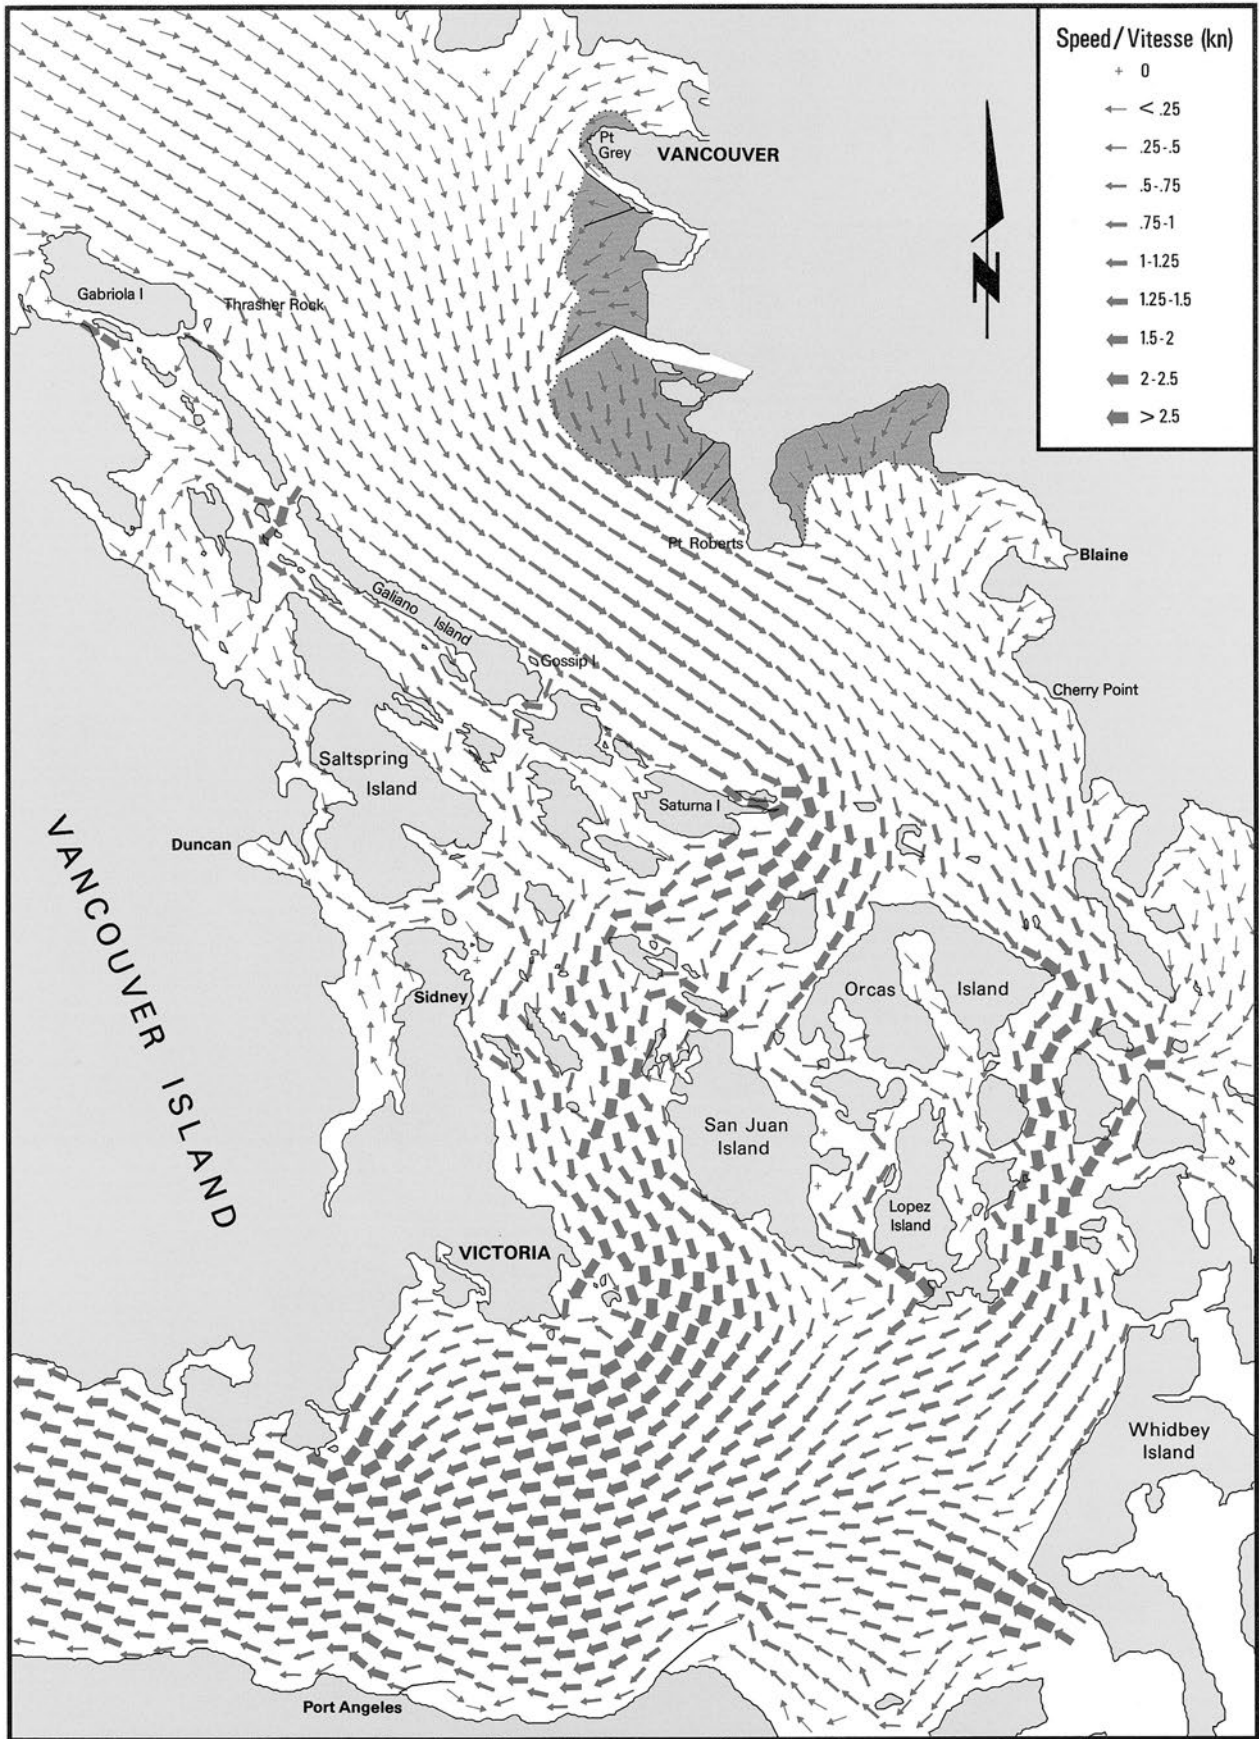 Speed/Vitesse (kn)
0
< .25
.25-.5
.5-.75
.75-1
1-1.25
1.25-1.5
1.5-2
2-2.5
> 2.5
N
Pt
Grey
VANCOUVER
Gabriola I
Thrasher Rock
Pt Roberts
Blaine
Galiano
Island
Gossip I
Cherry Point
Saltspring
Island
Saturna I
Duncan
VANCOUVER ISLAND
Sidney
Orcas
Island
San Juan
Island
Lopez
Island
VICTORIA
Whidbey
Island
Port Angeles